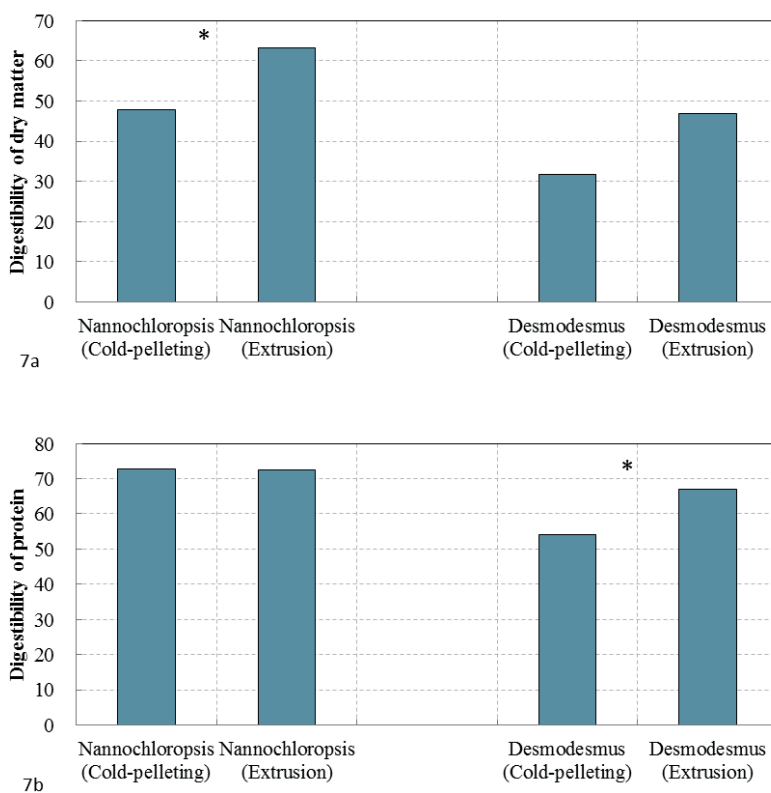 Digestibility of dry matter
70
*
60
50
40
30
20
10
0
Nannochloropsis Nannochloropsis Desmodesmus Desmodesmus
(Cold-pelleting) (Extrusion) (Cold-pelleting) (Extrusion)
7a
Digestibility of protein
80
70
*
60
50
40
30
20
10
0
Nannochloropsis Nannochloropsis Desmodesmus Desmodesmus
(Cold-pelleting) (Extrusion) (Cold-pelleting) (Extrusion)
7b